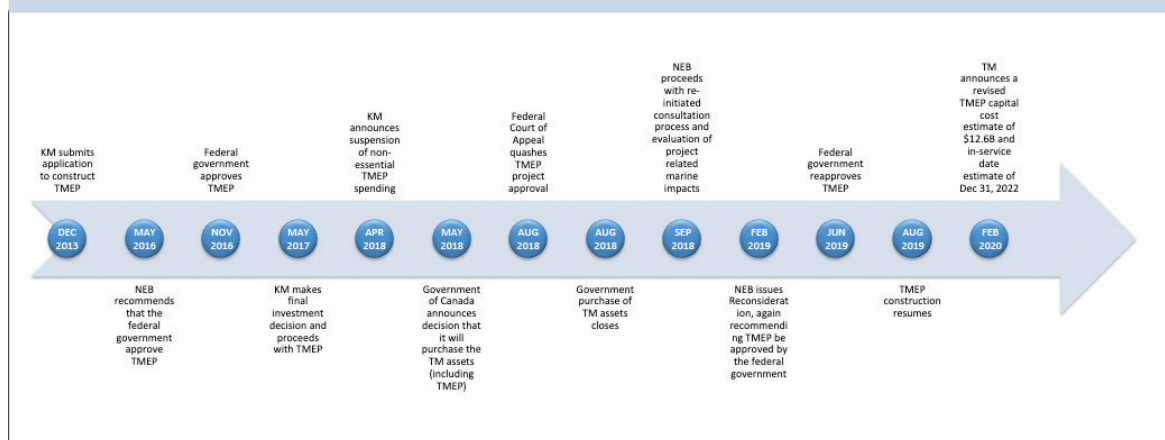 KM submits
application
to construct
TMEP
DEC
2013
MAY
2016
NEB
recommends
that the
federal
government
approve
TMEP
Federal
government
approves
TMEP
NOV
2016
MAY
2017
KM makes
final
investment
decision and
proceeds
with TMEP
KM
announces
suspension
of non-
essential
TMEP
spending
APR
2018
MAY
2018
Government
of Canada
announces
decision that
it will
purchase the
TM assets
(including
TMEP)
Federal
Court of
Appeal
quashes
TMEP
project
approval
AUG
2018
AUG
2018
Government
purchase of
TM assets
closes
NEB
proceeds
with re-
initiated
consultation
process and
evaluation of
project
related
marine
impacts
SEP
2018
FEB
2019
NEB issues
Reconsiderat
ion, again
recommendi
ng TMEP be
approved by
the federal
government
Federal
government
reapproves
TMEP
JUN
2019
AUG
2019
TMEP
construction
resumes
TM
announces a
revised
TMEP capital
cost
estimate of
$12.6B and
in-service
date
estimate of
Dec 31, 2022
FEB
2020